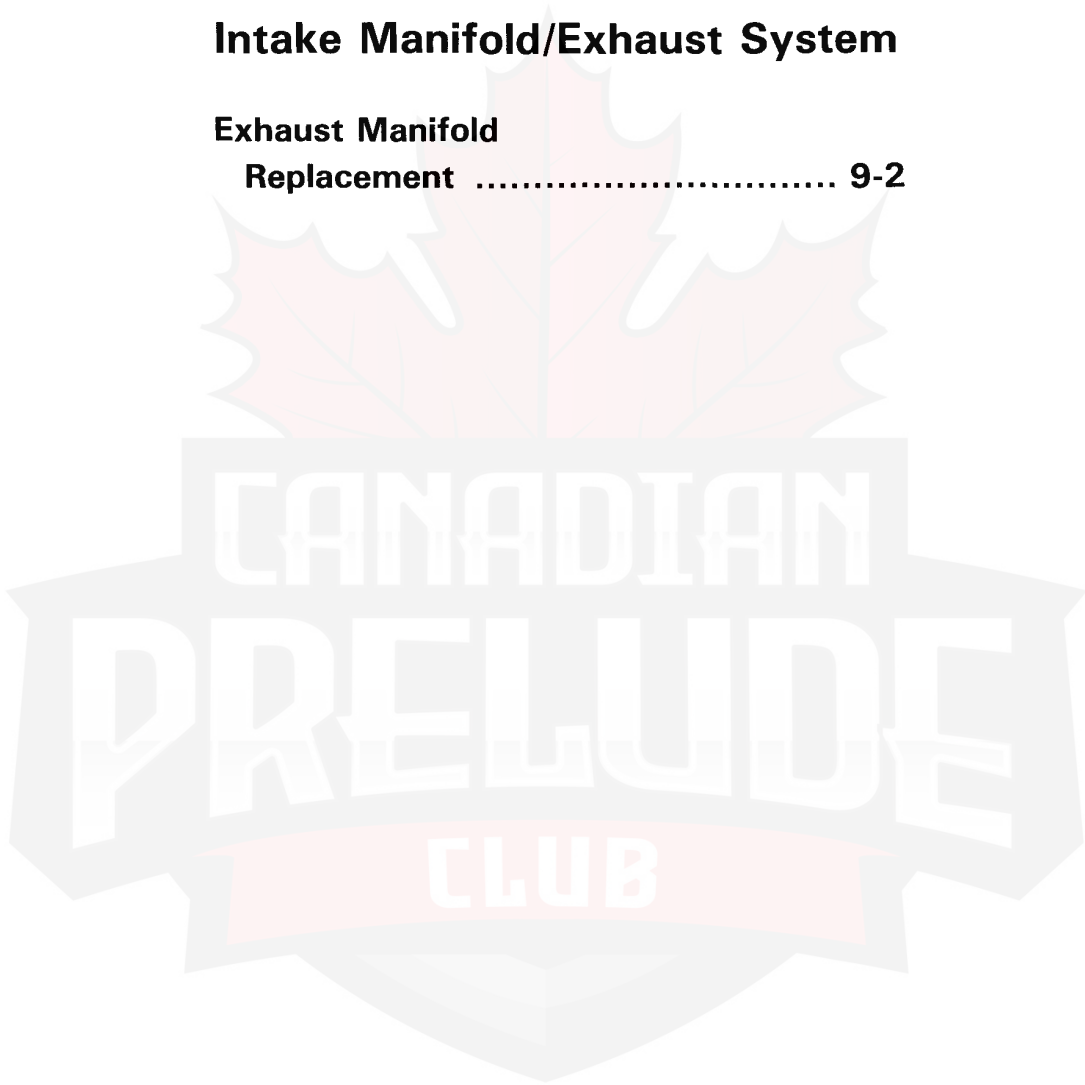 Intake Manifold/Exhaust System
Exhaust Manifold
Replacement ................................ 9-2
CANADIAN
PRELUDE
CLUB